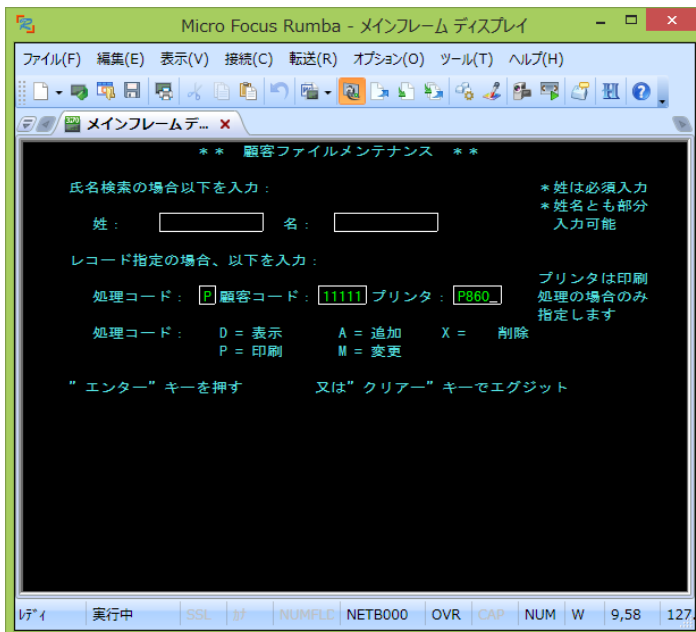 Micro Focus Rumba - メインフレーム ディスプレイ
ファイル(F) 編集(E) 表示(V) 接続(C) 転送(R) オプション(O) ツール(T) ヘルプ(H)
メインフレームデ...
** 顧客ファイルメンテナンス **
氏名検索の場合以下を入力: *姓は必須入力
*姓名とも部分
姓: 名: 入力可能
レコード指定の場合、以下を入力:
プリンタは印刷
処理コード: P 顧客コード: 11111 プリンタ: P860_ 処理の場合のみ
指定します
処理コード: D = 表示 A = 追加 X = 削除
P = 印刷 M = 変更
"エンター"キーを押す 又は"クリアー"キーでエグジット
ﾚﾃﾞｨ 実行中 SSL NUMFLD NETB000 OVR CAP NUM W 9,58 127.